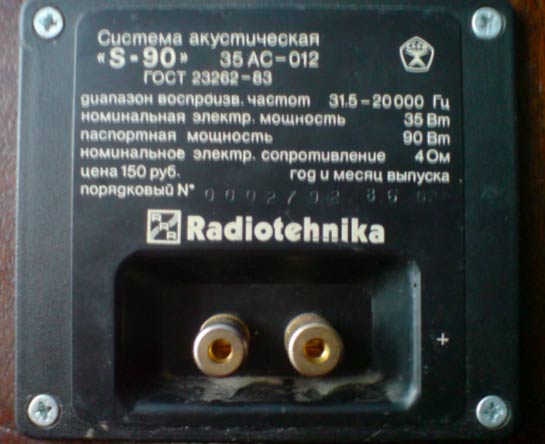 Система акустическая
«S-90» 35 АС-012
ГОСТ 23262-83
СССР
диапазон воспроизв. частот 31.5-20000 Гц
номинальная электр. мощность 35 Вт
паспортная мощность 90 Вт
номинальное электр. сопротивление 4 Ом
цена 150 руб. год и месяц выпуска
порядковый N°
RRR Radiotehnika
+